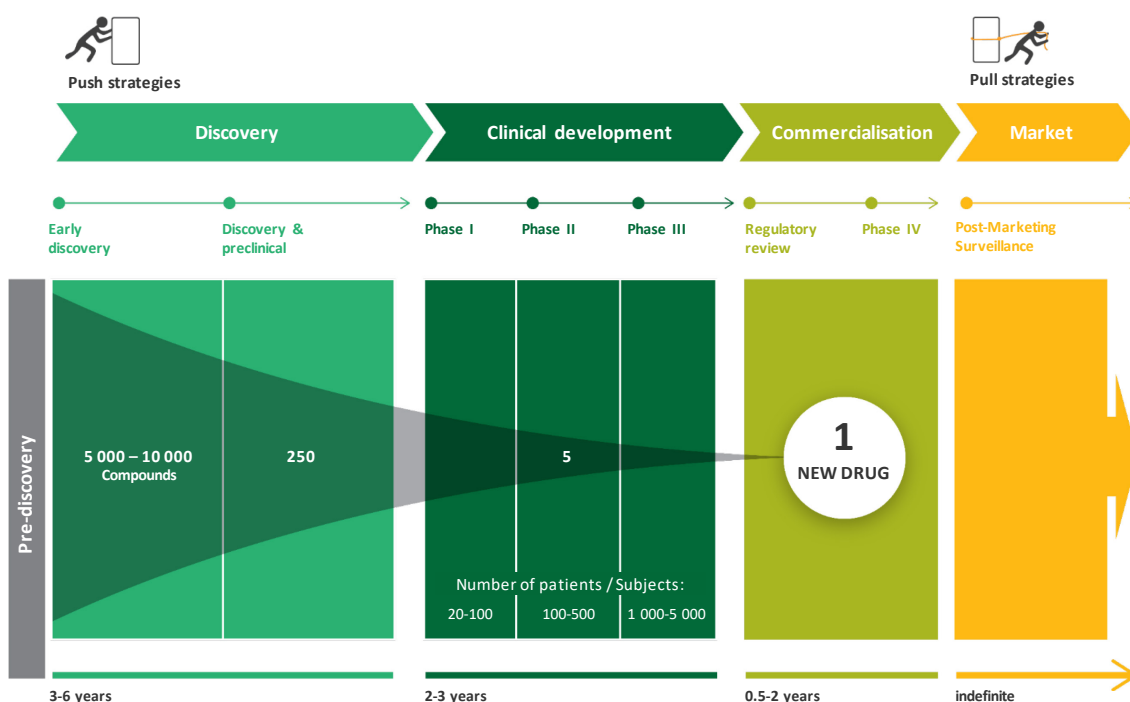 Push strategies
Pull strategies
Discovery
Clinical development
Commercialisation
Market
Early
discovery
Discovery &
preclinical
Phase I
Phase II
Phase III
Regulatory
review
Phase IV
Post-Marketing
Surveillance
Pre-discovery
5 000 – 10 000
Compounds
250
5
1
NEW DRUG
Number of patients / Subjects:
20-100
100-500
1 000-5 000
3-6 years
2-3 years
0.5-2 years
indefinite